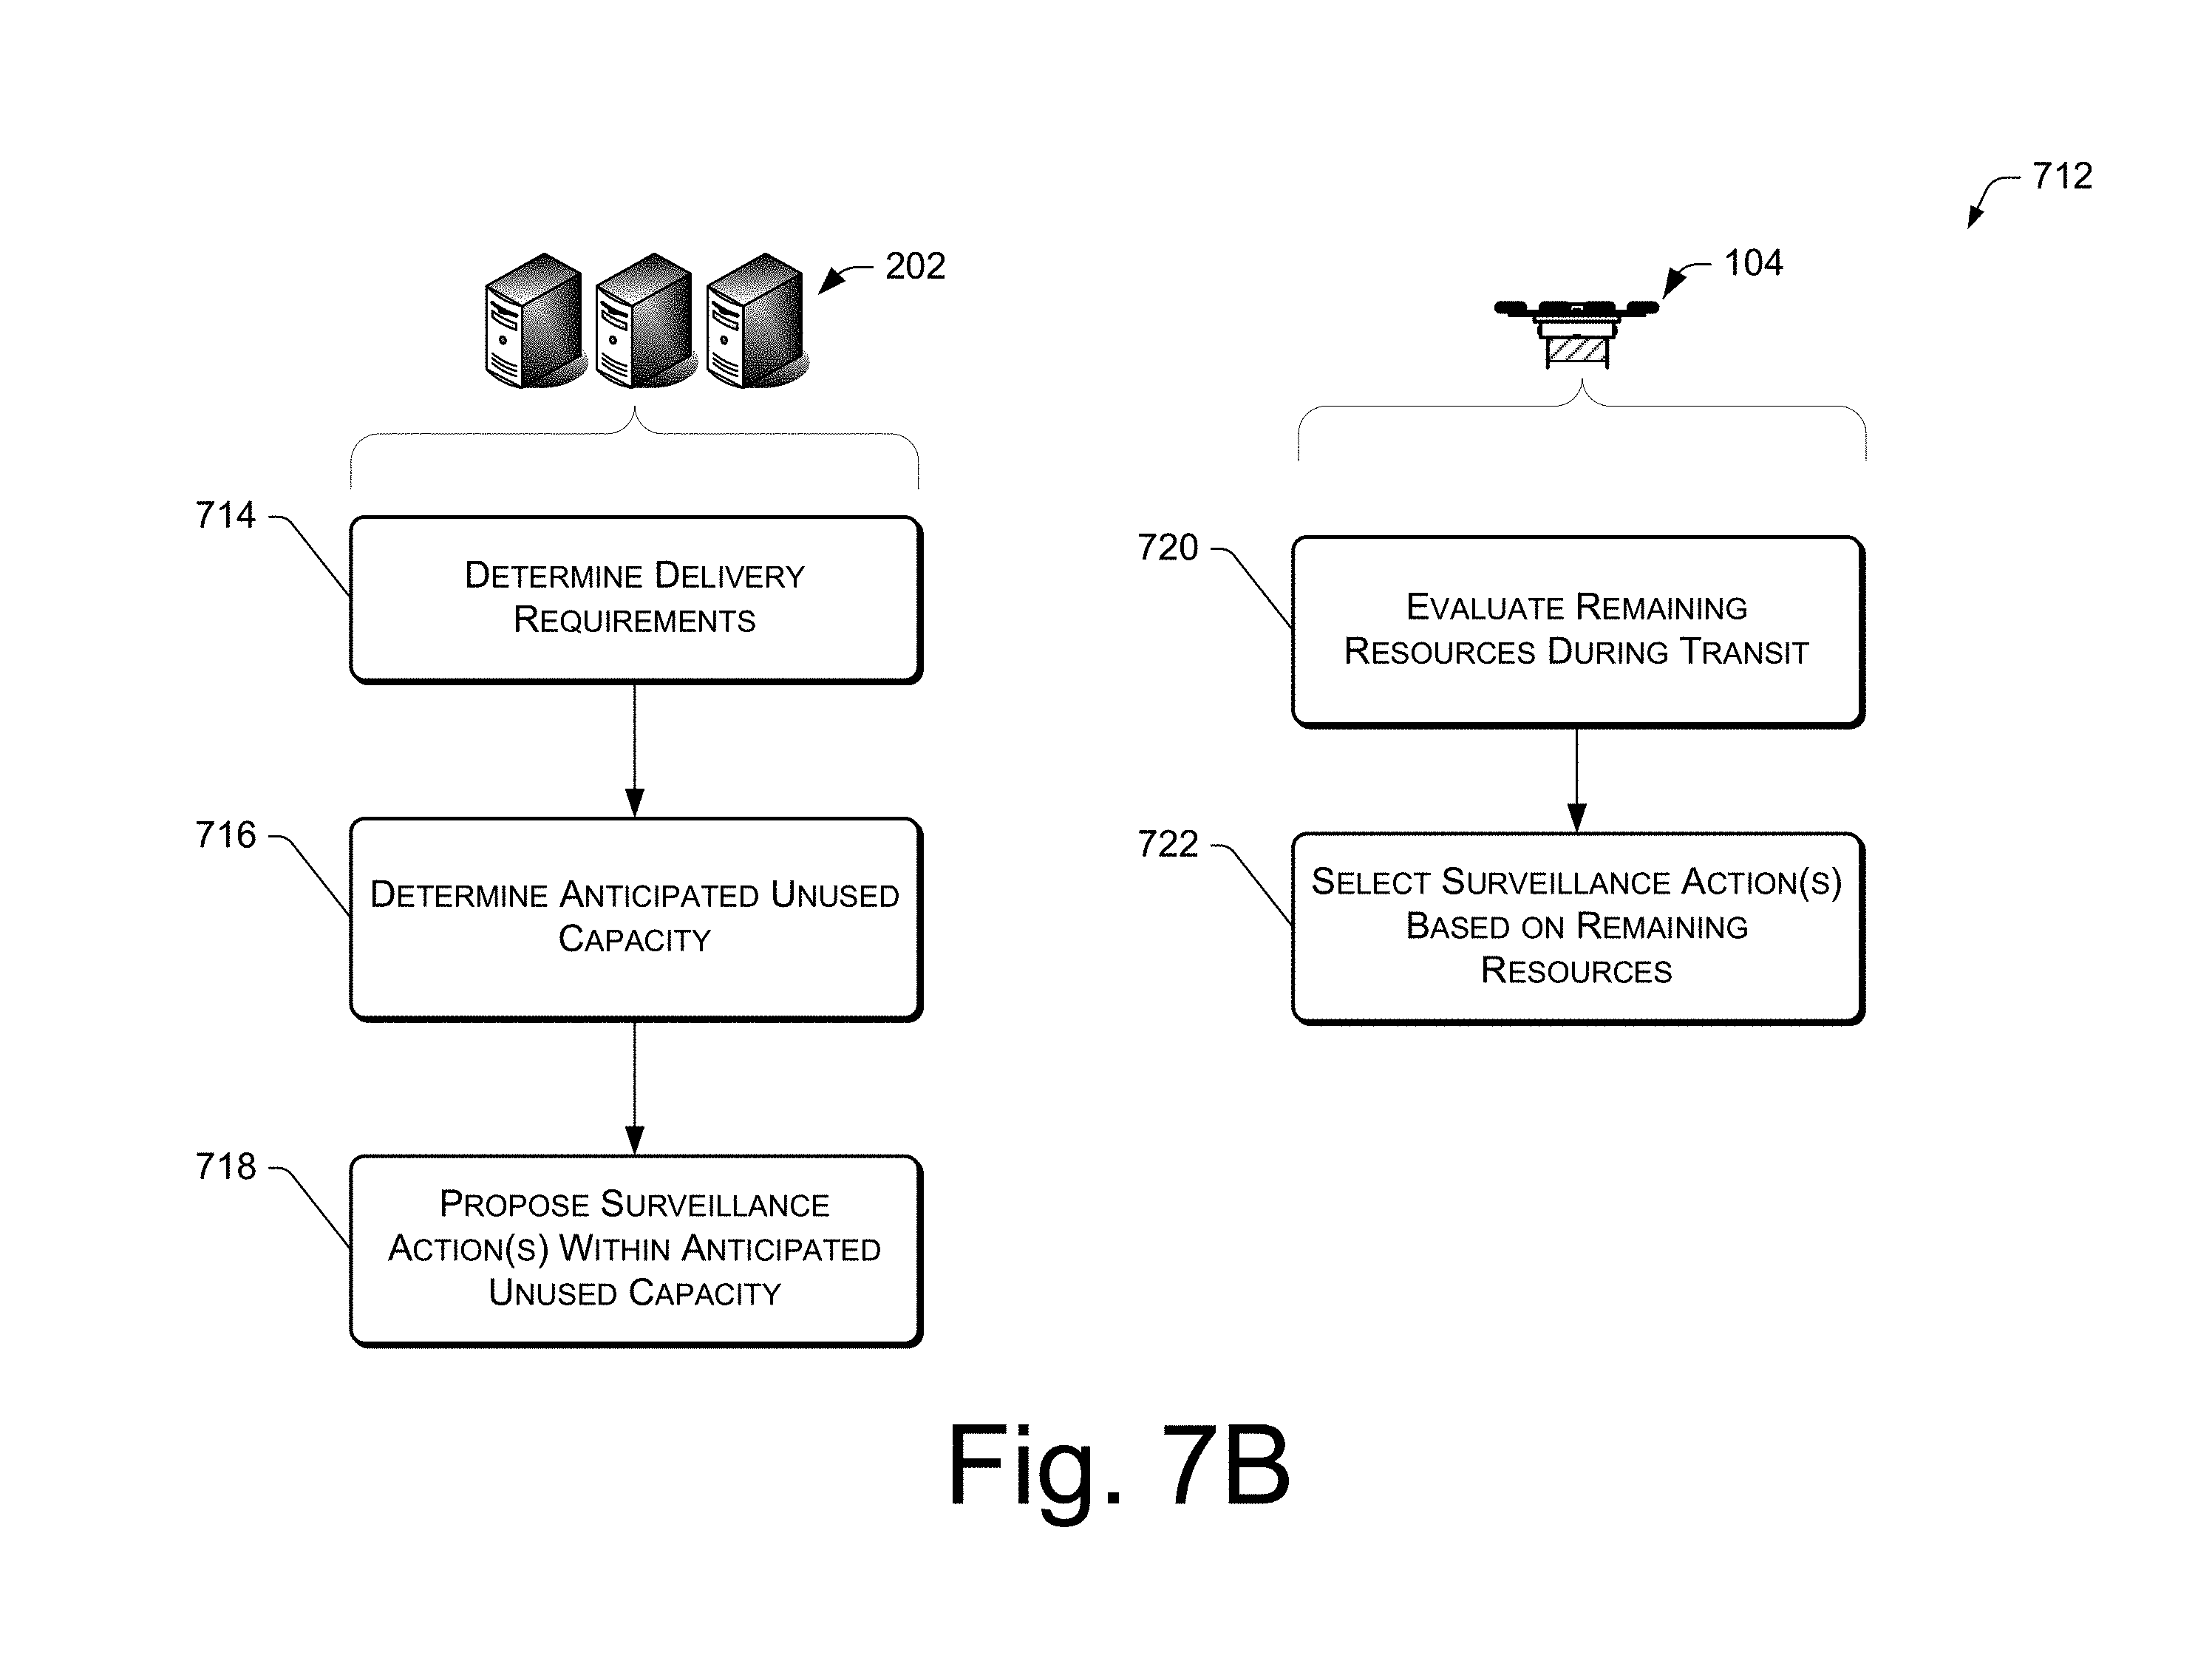 712
202
104
714
DETERMINE DELIVERY
REQUIREMENTS
716
DETERMINE ANTICIPATED UNUSED
CAPACITY
718
PROPOSE SURVEILLANCE
ACTION(S) WITHIN ANTICIPATED
UNUSED CAPACITY
720
EVALUATE REMAINING
RESOURCES DURING TRANSIT
722
SELECT SURVEILLANCE ACTION(S)
BASED ON REMAINING
RESOURCES
Fig. 7B